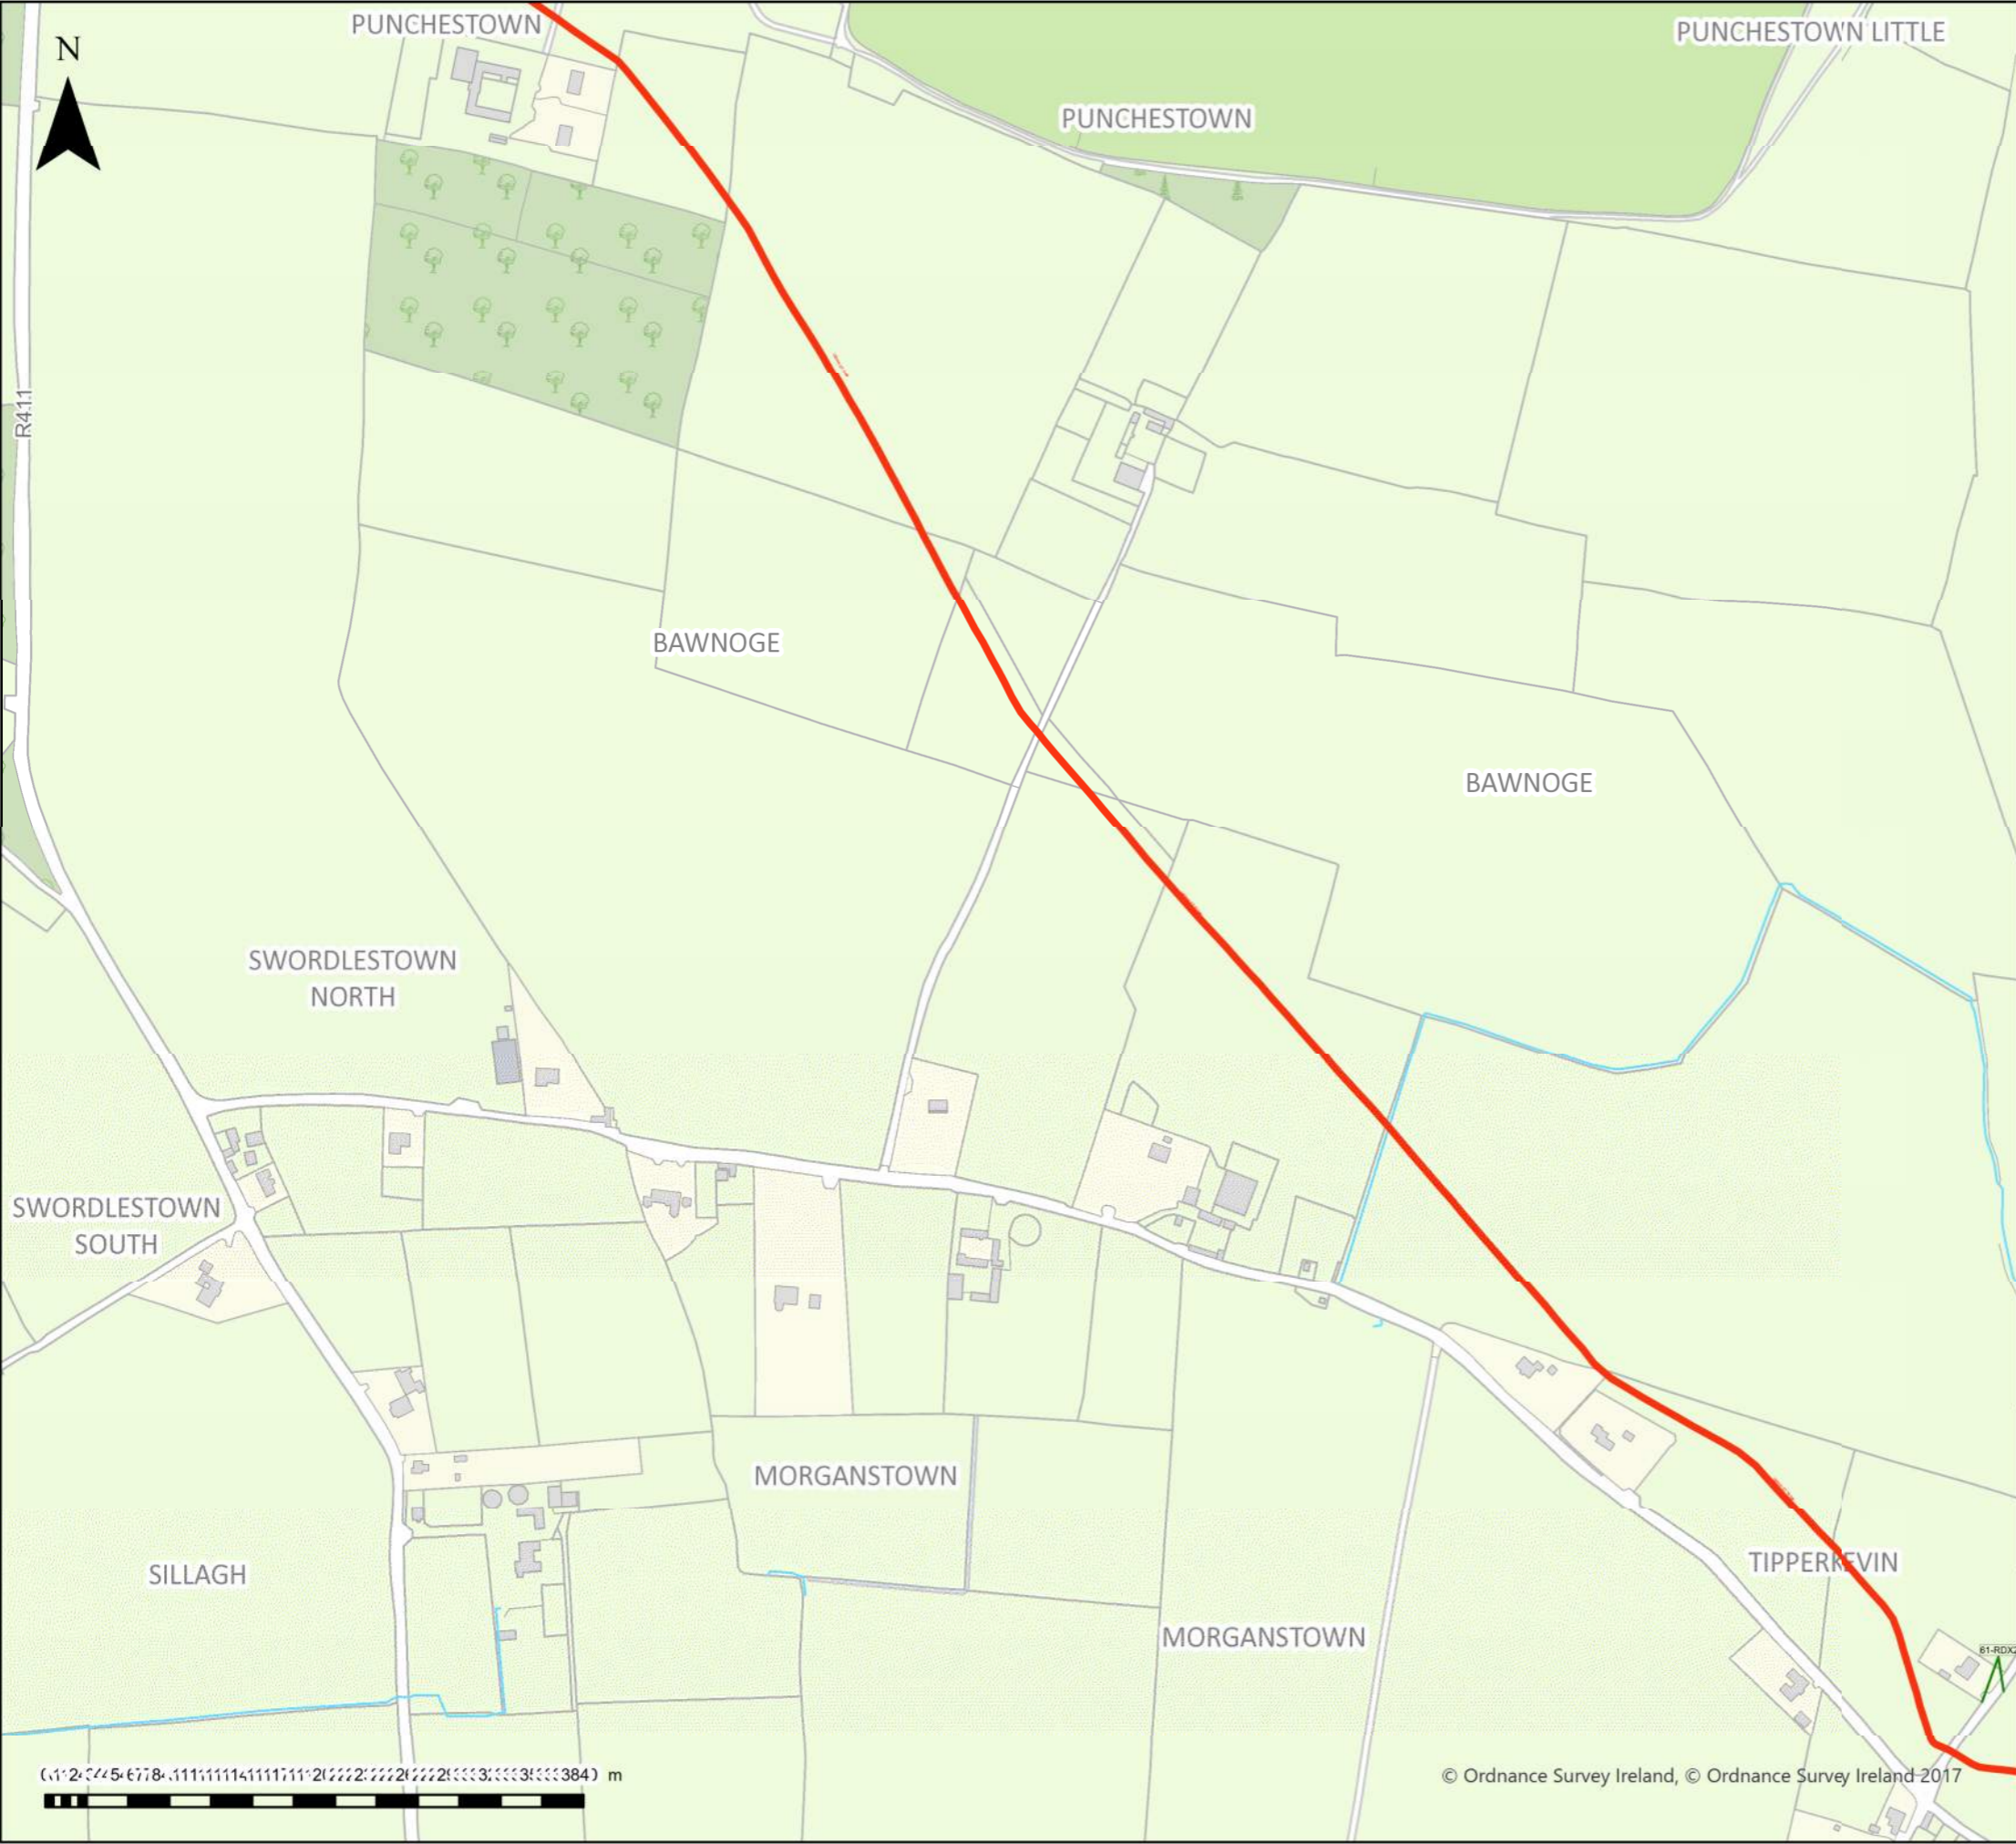 PUNCHESTOWN
PUNCHESTOWN LITTLE
N
PUNCHESTOWN
R411
BAWNOGE
BAWNOGE
SWORDLESTOWN
NORTH
SWORDLESTOWN
SOUTH
MORGANSTOWN
TIPPERKEVIN
SILLAGH
MORGANSTOWN
m
© Ordnance Survey Ireland, © Ordnance Survey Ireland 2017